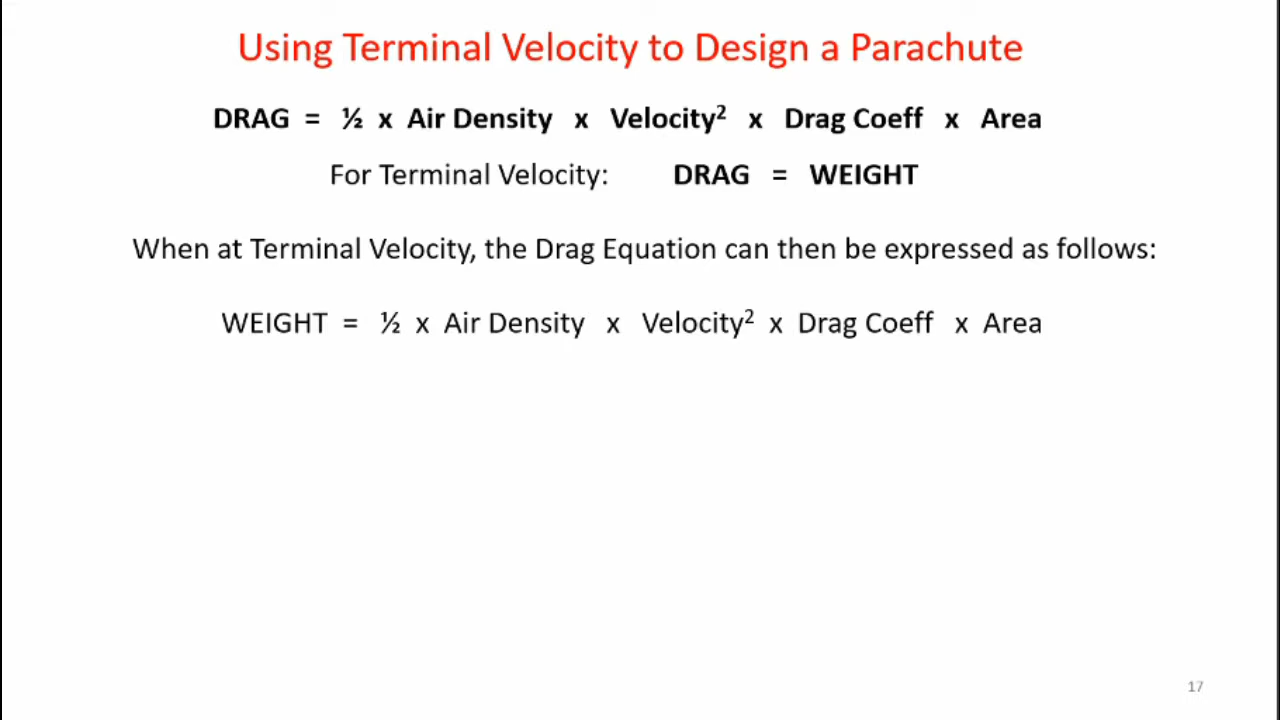 Using Terminal Velocity to Design a Parachute
DRAG = ½ x Air Density x Velocity² x Drag Coeff x Area
For Terminal Velocity: DRAG = WEIGHT
When at Terminal Velocity, the Drag Equation can then be expressed as follows:
WEIGHT = ½ x Air Density x Velocity² x Drag Coeff x Area
17